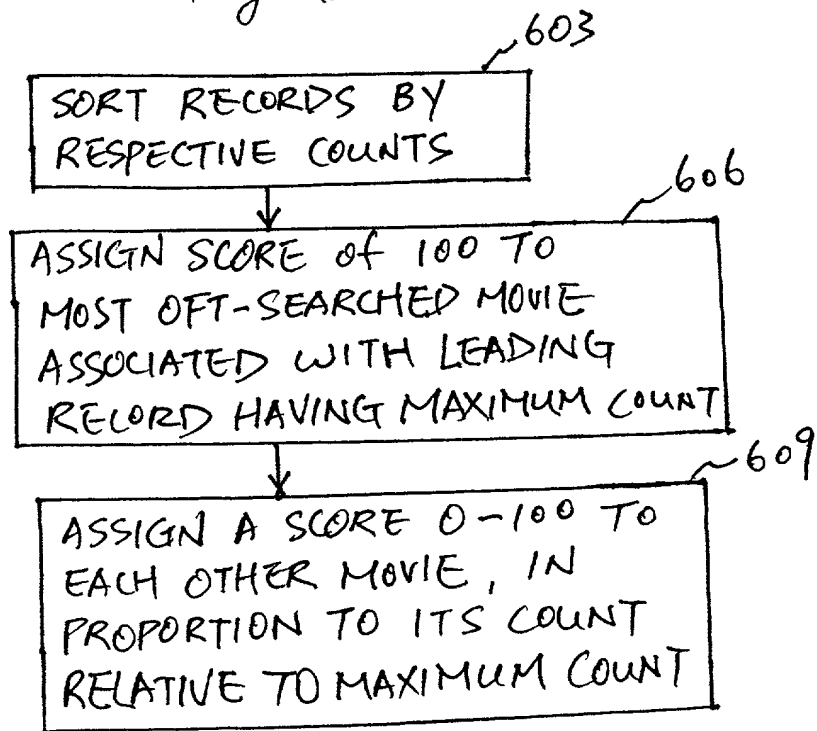 603
SORT RECORDS BY
RESPECTIVE COUNTS
606
ASSIGN SCORE of 100 TO
MOST OFT-SEARCHED MOVIE
ASSOCIATED WITH LEADING
RECORD HAVING MAXIMUM COUNT
609
ASSIGN A SCORE 0-100 TO
EACH OTHER MOVIE, IN
PROPORTION TO ITS COUNT
RELATIVE TO MAXIMUM COUNT